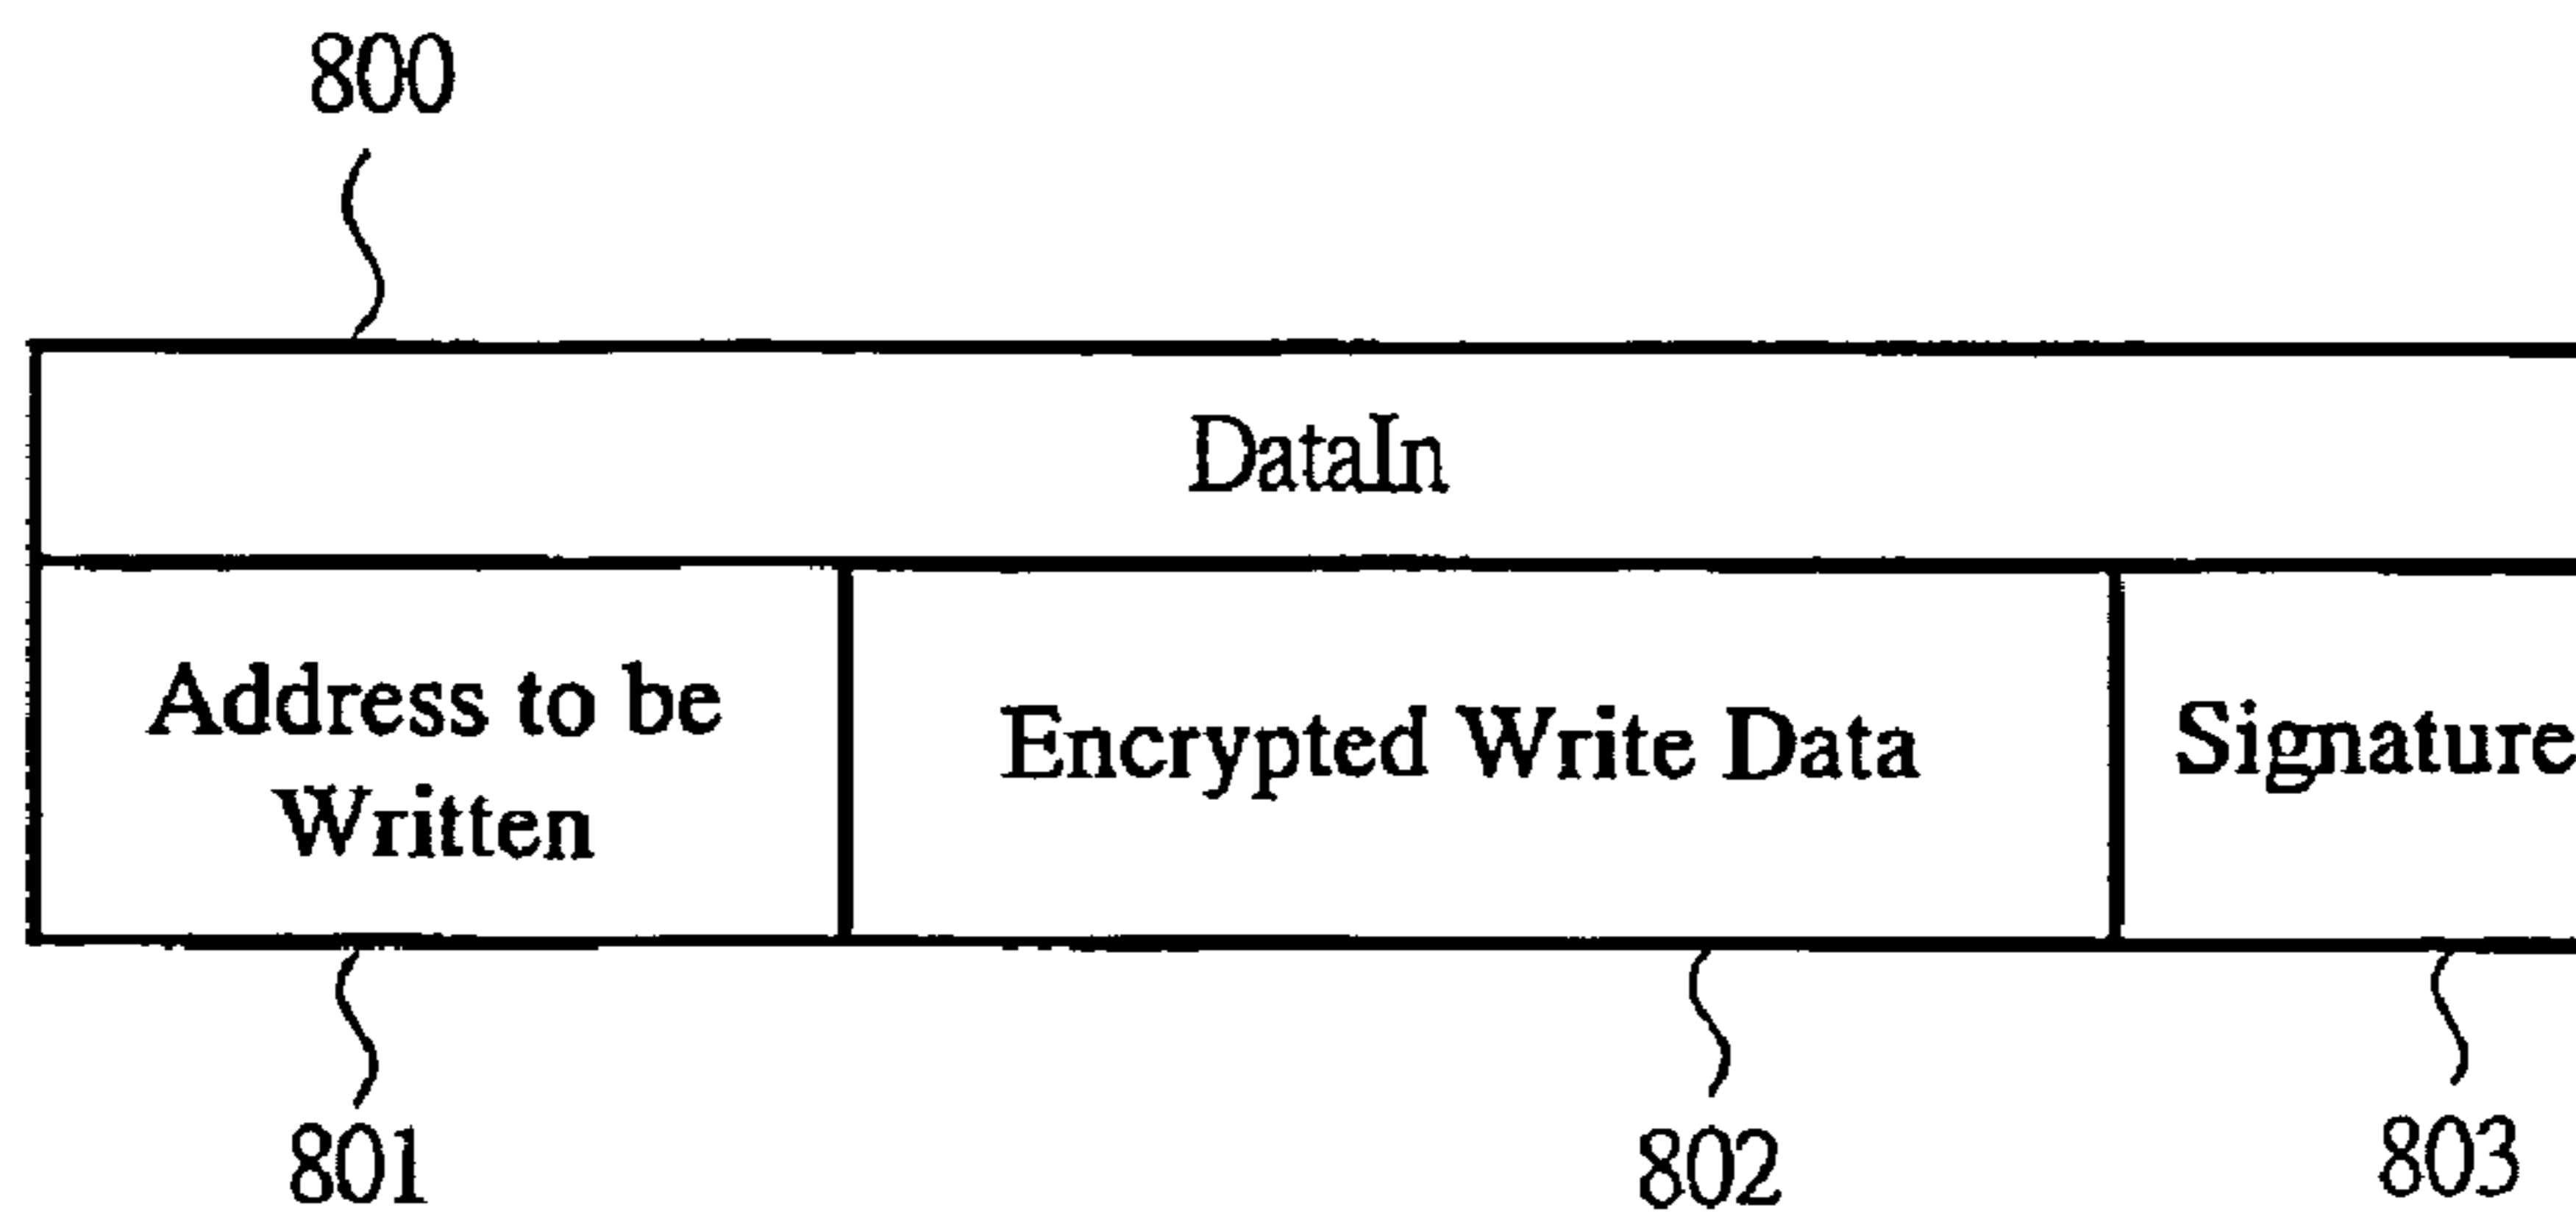 800
DataIn
Address to be
Written
Encrypted Write Data
Signature
801
802
803